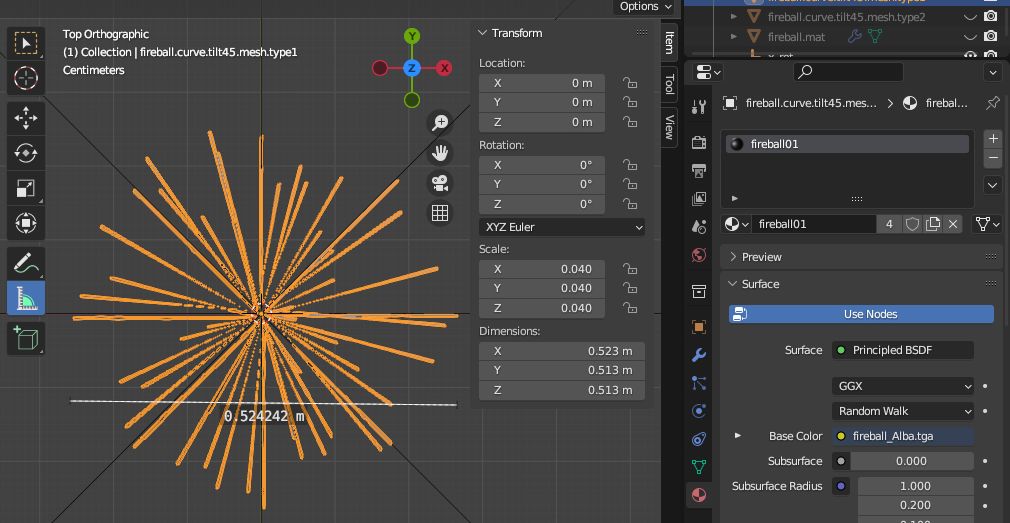 Options
Top Orthographic
(1) Collection | fireball.curve.tilt45.mesh.type1
Centimeters
Y
Z
X
0.524242 m
Transform
Location:
X 0 m
Y 0 m
Z 0 m
Rotation:
X 0°
Y 0°
Z 0°
XYZ Euler
Scale:
X 0.040
Y 0.040
Z 0.040
Dimensions:
X 0.523 m
Y 0.513 m
Z 0.513 m
Item
Tool
View
fireball.curve.tilt45.mesh.type2
fireball.mat
fireball.curve.tilt45.mes...
firebal...
fireball01
fireball01
4
Preview
Surface
Use Nodes
Surface Principled BSDF
GGX
Random Walk
Base Color fireball_Alba.tga
Subsurface 0.000
Subsurface Radius 1.000
0.200